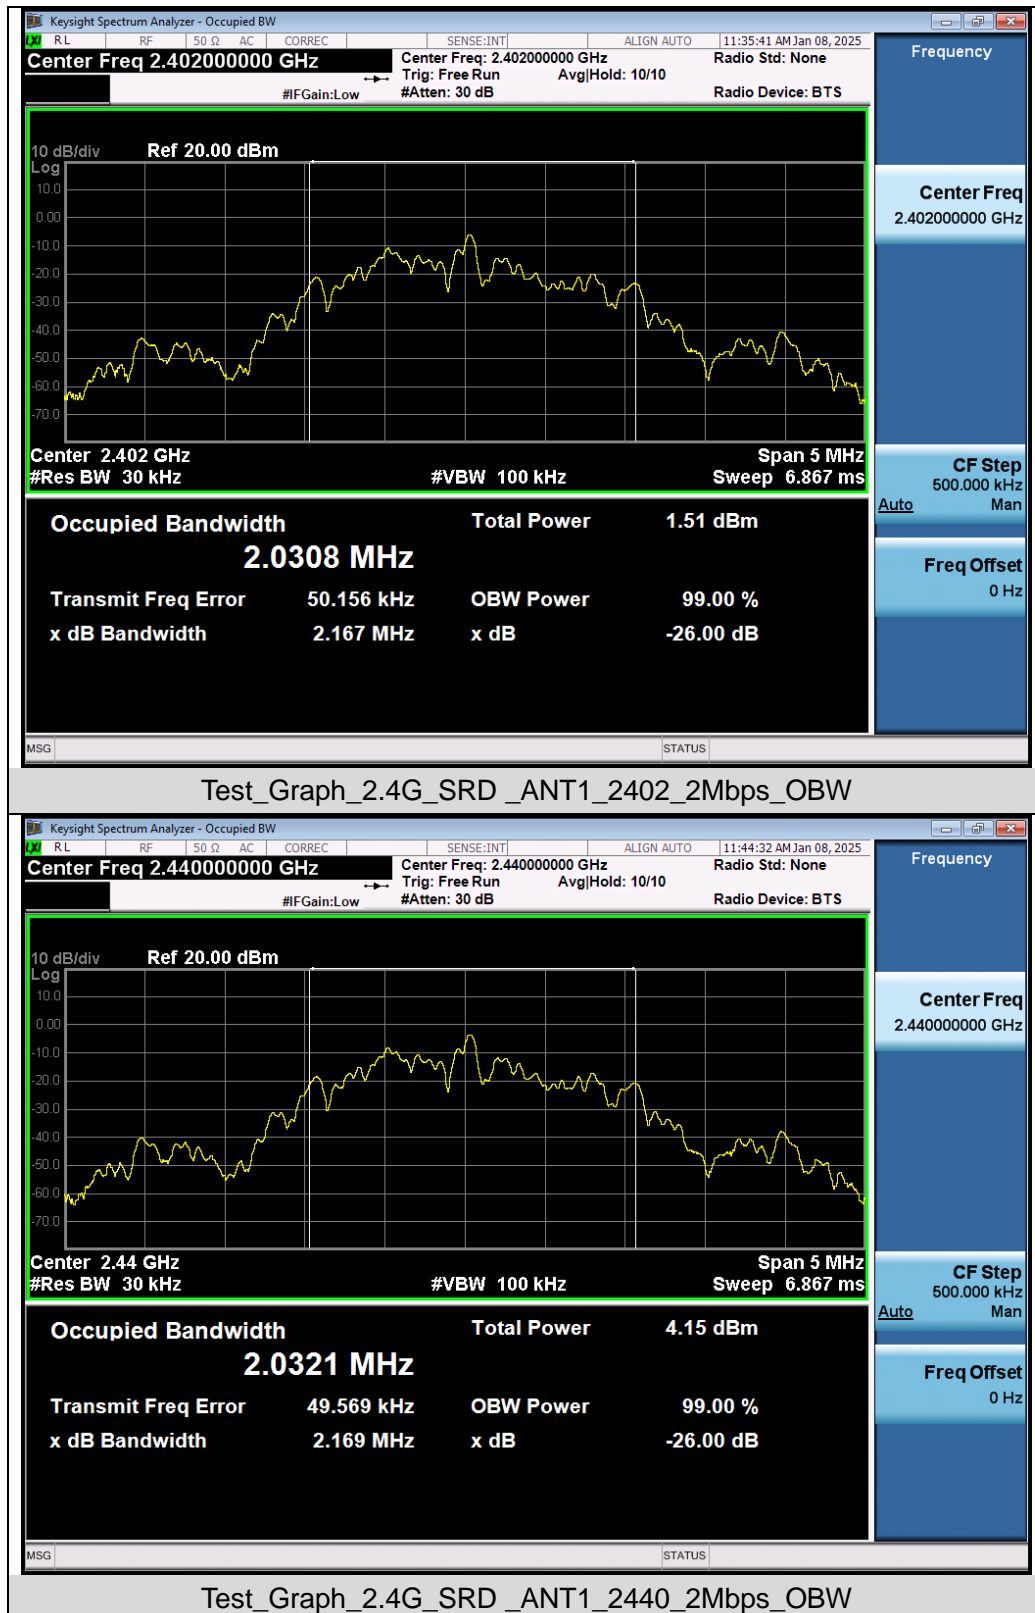 Keysight Spectrum Analyzer - Occupied BW
LXI RL RF 50 Ω AC CORREC SENSE:INT ALIGN AUTO 11:35:41 AM Jan 08, 2025
Center Freq 2.402000000 GHz Center Freq: 2.402000000 GHz Radio Std: None
Trig: Free Run Avg|Hold: 10/10
#IFGain:Low #Atten: 30 dB Radio Device: BTS
Frequency
10 dB/div Ref 20.00 dBm
Log
10.0
0.00
-10.0
-20.0
-30.0
-40.0
-50.0
-60.0
-70.0
Center 2.402 GHz Span 5 MHz
#Res BW 30 kHz #VBW 100 kHz Sweep 6.867 ms
Center Freq
2.402000000 GHz
CF Step
500.000 kHz
Auto Man
Freq Offset
0 Hz
Occupied Bandwidth Total Power 1.51 dBm
2.0308 MHz
Transmit Freq Error 50.156 kHz OBW Power 99.00 %
x dB Bandwidth 2.167 MHz x dB -26.00 dB
MSG STATUS
Test_Graph_2.4G_SRD _ANT1_2402_2Mbps_OBW
Keysight Spectrum Analyzer - Occupied BW
LXI RL RF 50 Ω AC CORREC SENSE:INT ALIGN AUTO 11:44:32 AM Jan 08, 2025
Center Freq 2.440000000 GHz Center Freq: 2.440000000 GHz Radio Std: None
Trig: Free Run Avg|Hold: 10/10
#IFGain:Low #Atten: 30 dB Radio Device: BTS
Frequency
10 dB/div Ref 20.00 dBm
Log
10.0
0.00
-10.0
-20.0
-30.0
-40.0
-50.0
-60.0
-70.0
Center 2.44 GHz Span 5 MHz
#Res BW 30 kHz #VBW 100 kHz Sweep 6.867 ms
Center Freq
2.440000000 GHz
CF Step
500.000 kHz
Auto Man
Freq Offset
0 Hz
Occupied Bandwidth Total Power 4.15 dBm
2.0321 MHz
Transmit Freq Error 49.569 kHz OBW Power 99.00 %
x dB Bandwidth 2.169 MHz x dB -26.00 dB
MSG STATUS
Test_Graph_2.4G_SRD _ANT1_2440_2Mbps_OBW